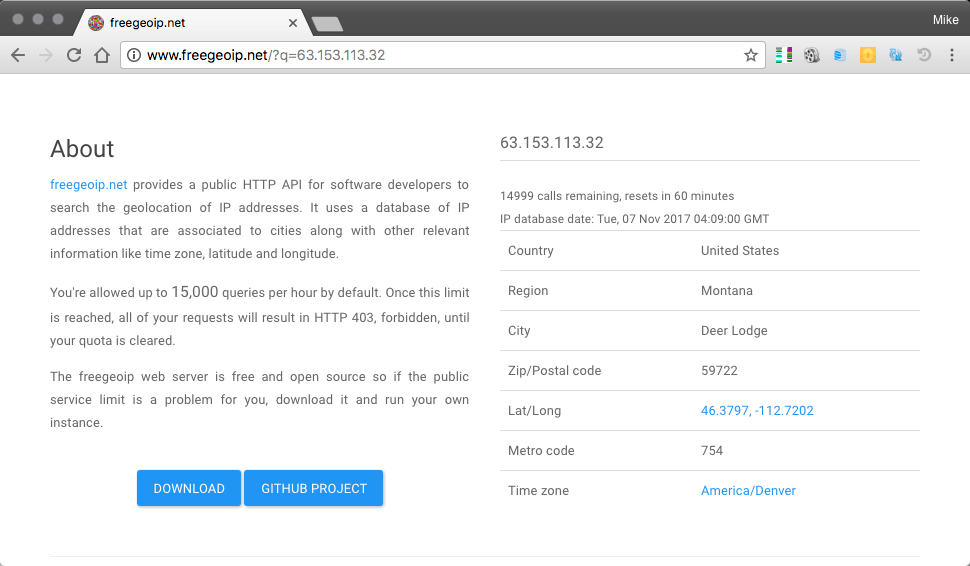 freegeoip.net
Mike
www.freegeoip.net/?q=63.153.113.32
About
freegeoip.net provides a public HTTP API for software developers to
search the geolocation of IP addresses. It uses a database of IP
addresses that are associated to cities along with other relevant
information like time zone, latitude and longitude.
You're allowed up to 15,000 queries per hour by default. Once this limit
is reached, all of your requests will result in HTTP 403, forbidden, until
your quota is cleared.
The freegeoip web server is free and open source so if the public
service limit is a problem for you, download it and run your own
instance.
DOWNLOAD GITHUB PROJECT
63.153.113.32
14999 calls remaining, resets in 60 minutes
IP database date: Tue, 07 Nov 2017 04:09:00 GMT
Country United States
Region Montana
City Deer Lodge
Zip/Postal code 59722
Lat/Long 46.3797, -112.7202
Metro code 754
Time zone America/Denver